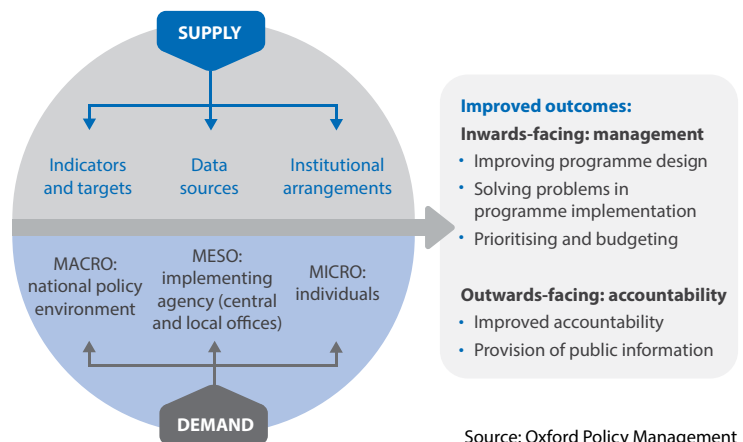 SUPPLY
Indicators
and targets
Data
sources
Institutional
arrangements
MACRO:
national policy
environment
MESO:
implementing
agency (central
and local offices)
MICRO:
individuals
DEMAND
Improved outcomes:
Inwards-facing: management
• Improving programme design
• Solving problems in
programme implementation
• Prioritising and budgeting
Outwards-facing: accountability
• Improved accountability
• Provision of public information
Source: Oxford Policy Management